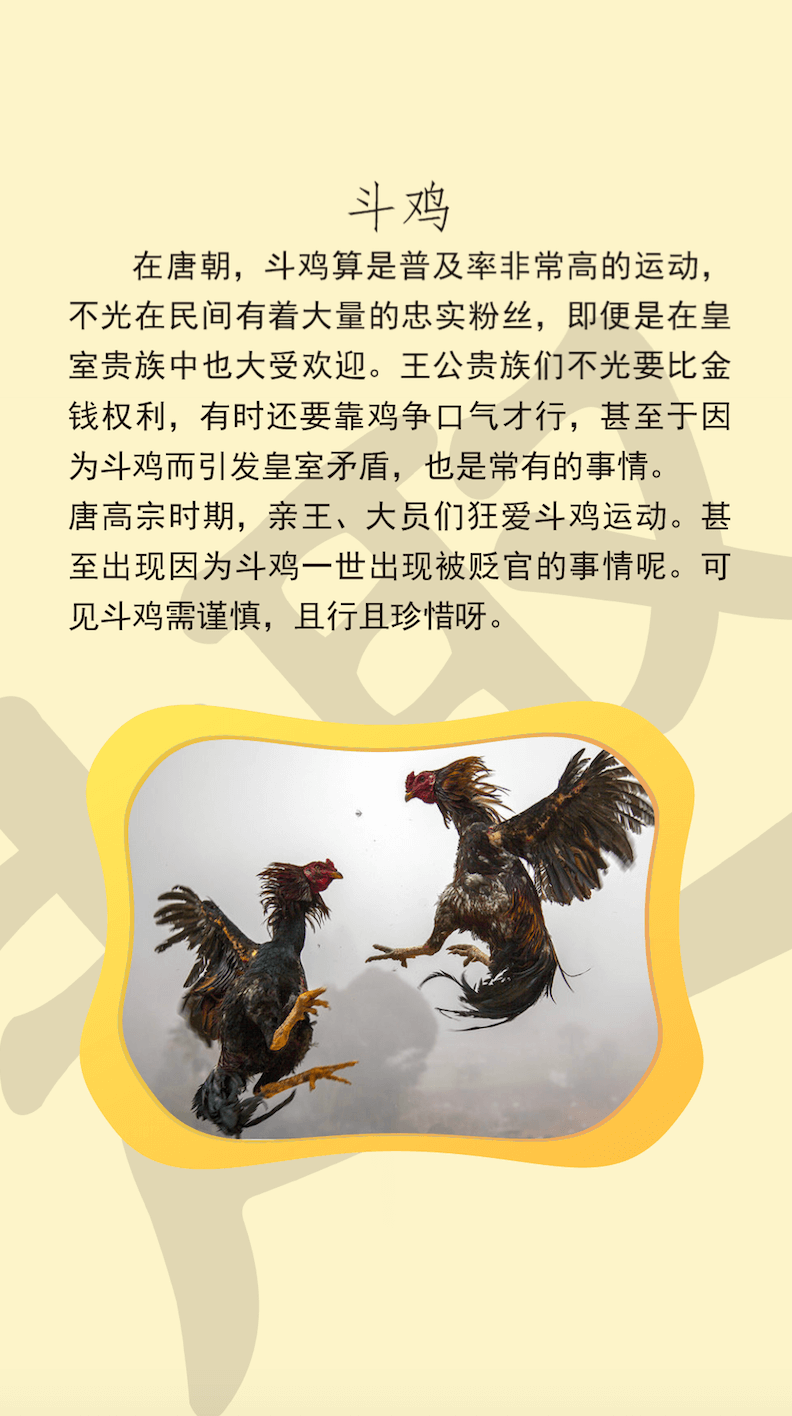 斗鸡
在唐朝，斗鸡算是普及率非常高的运动，
不光在民间有着大量的忠实粉丝，即便是在皇
室贵族中也大受欢迎。王公贵族们不光要比金
钱权利，有时还要靠鸡争口气才行，甚至于因
为斗鸡而引发皇室矛盾，也是常有的事情。
唐高宗时期，亲王、大员们狂爱斗鸡运动。甚
至出现因为斗鸡一世出现被贬官的事情呢。可
见斗鸡需谨慎，且行且珍惜呀。